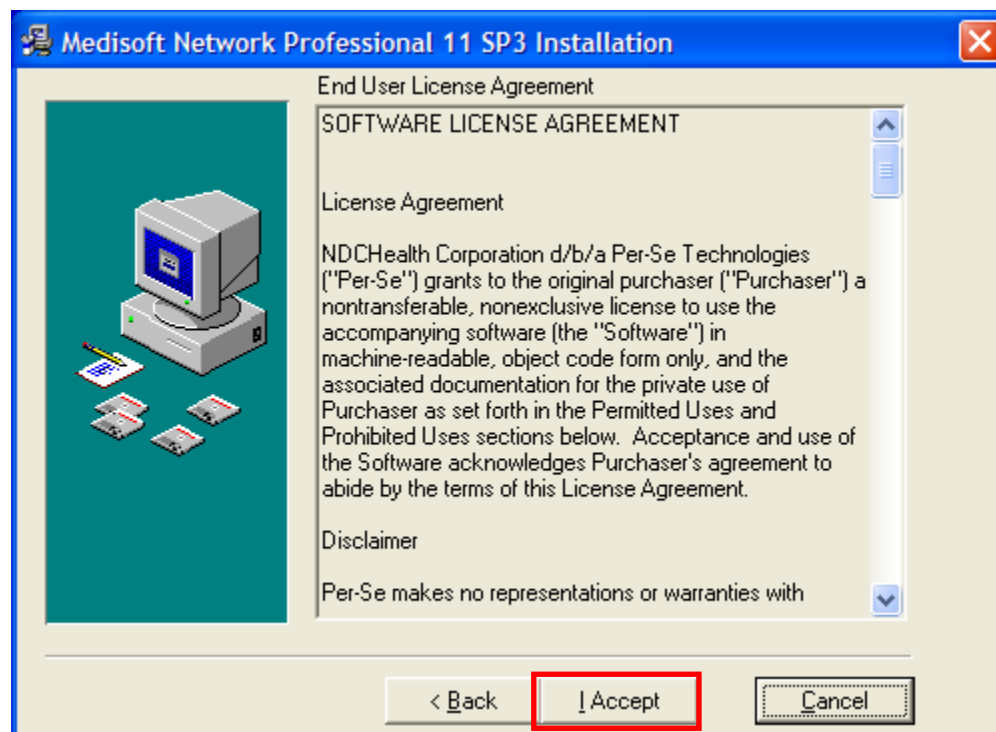 Medisoft Network Professional 11 SP3 Installation
End User License Agreement
SOFTWARE LICENSE AGREEMENT
License Agreement
NDCHealth Corporation d/b/a Per-Se Technologies
("Per-Se") grants to the original purchaser ("Purchaser") a
nontransferable, nonexclusive license to use the
accompanying software (the "Software") in
machine-readable, object code form only, and the
associated documentation for the private use of
Purchaser as set forth in the Permitted Uses and
Prohibited Uses sections below.  Acceptance and use of
the Software acknowledges Purchaser's agreement to
abide by the terms of this License Agreement.
Disclaimer
Per-Se makes no representations or warranties with
< Back
I Accept
Cancel